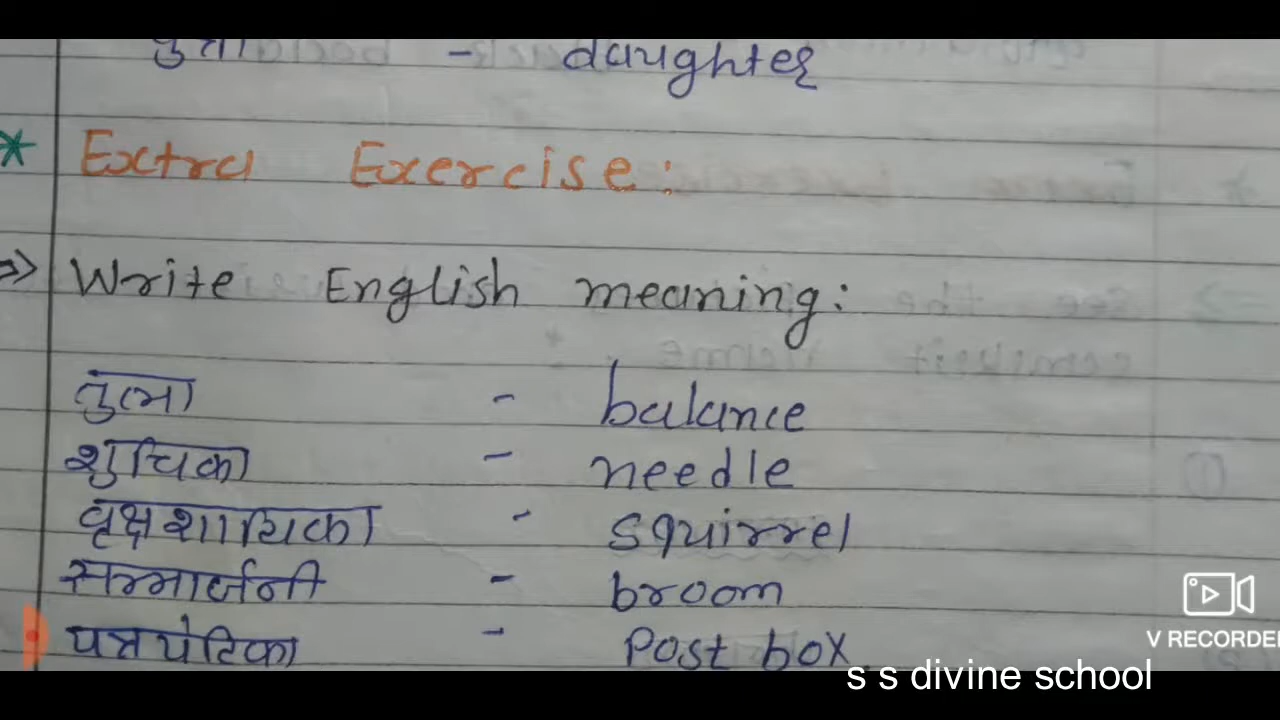 पुत्री - daughter
* Extra Exercise:
⇒ Write English meaning:
तुला - balance
शुचिका - needle
वृक्षशायिका - squirrel
सम्मार्जनी - broom
पत्रपेटिका - Post box
V RECORDER
s s divine school